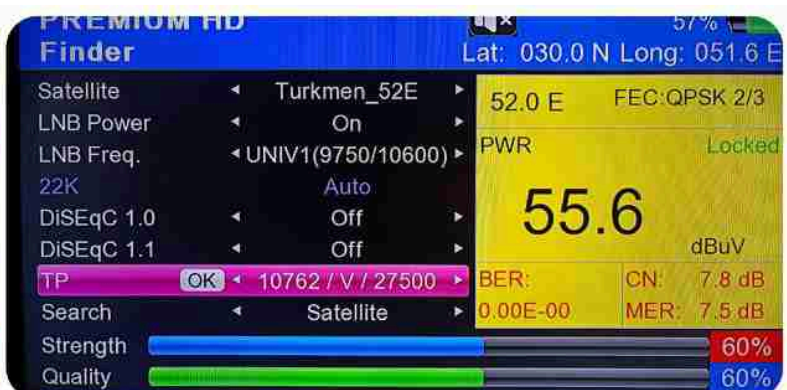 PREMIUM HD 57%
Finder Lat: 030.0 N Long: 051.6 E
Satellite Turkmen_52E
LNB Power On
LNB Freq. UNIV1(9750/10600)
22K Auto
DiSEqC 1.0 Off
DiSEqC 1.1 Off
TP OK 10762 / V / 27500
Search Satellite
Strength 60%
Quality 60%
52.0 E FEC:QPSK 2/3
PWR Locked
55.6
dBuV
BER: CN: 7.8 dB
0.00E-00 MER: 7.5 dB